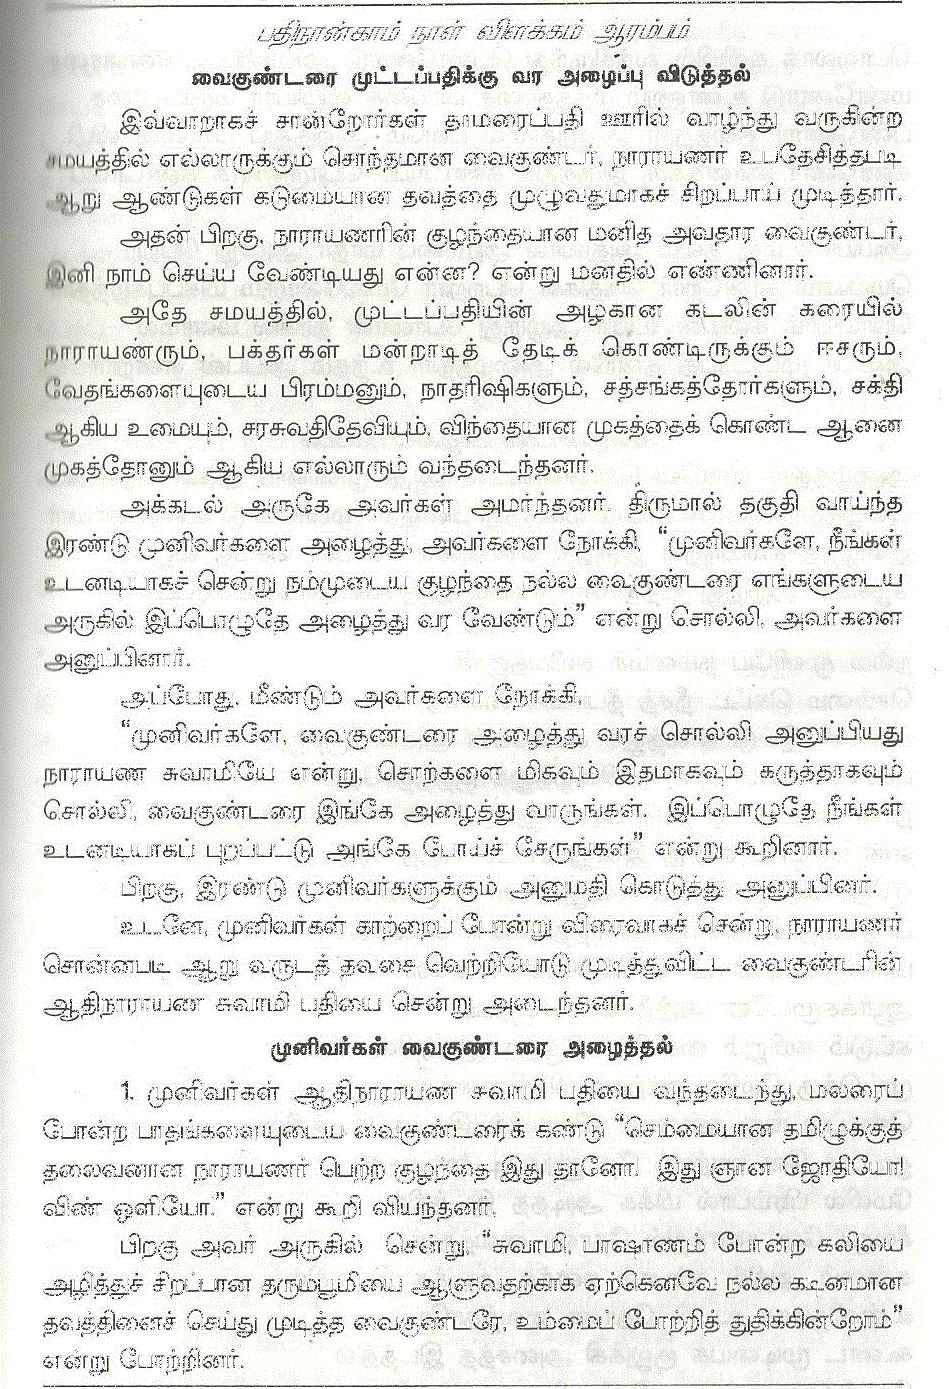 பதிநான்காம் நாள் விளக்கம் ஆரம்பம்
வைகுண்டரை முட்டப்பதிக்கு வர அழைப்பு விடுத்தல்
இவ்வாறாகச் சான்றோர்கள் தாமரைப்பதி ஊரில் வாழ்ந்து வருகின்ற
சமயத்தில் எல்லாருக்கும் சொந்தமான வைகுண்டர், நாராயணர் உபதேசித்தபடி
ஆறு ஆண்டுகள் கடுமையான தவத்தை முழுவதுமாகச் சிறப்பாய் முடித்தார்.
அதன் பிறகு, நாராயணரின் குழந்தையான மனித அவதார வைகுண்டர்,
இனி நாம் செய்ய வேண்டியது என்ன? என்று மனதில் எண்ணினார்.
அதே சமயத்தில், முட்டப்பதியின் அழகான கடலின் கரையில்
நாராயணரும், பக்தர்கள் மன்றாடித் தேடிக் கொண்டிருக்கும் ஈசரும்,
வேதங்களையுடைய பிரம்மனும், நாதரிஷிகளும், சத்சங்கத்தோர்களும், சக்தி
ஆகிய உமையும், சரசுவதிதேவியும், விந்தையான முகத்தைக் கொண்ட ஆனை
முகத்தோனும் ஆகிய எல்லாரும் வந்தடைந்தனர்.
அக்கடல் அருகே அவர்கள் அமர்ந்தனர். திருமால் தகுதி வாய்ந்த
இரண்டு முனிவர்களை அழைத்து, அவர்களை நோக்கி, “முனிவர்களே, நீங்கள்
உடனடியாகச் சென்று நம்முடைய குழந்தை நல்ல வைகுண்டரை எங்களுடைய
அருகில் இப்பொழுதே அழைத்து வர வேண்டும்” என்று சொல்லி, அவர்களை
அனுப்பினார்.
அப்போது, மீண்டும் அவர்களை நோக்கி,
“முனிவர்களே, வைகுண்டரை அழைத்து வரச் சொல்லி அனுப்பியது
நாராயண சுவாமியே என்று, சொற்களை மிகவும் இதமாகவும் கருத்தாகவும்
சொல்லி, வைகுண்டரை இங்கே அழைத்து வாருங்கள். இப்பொழுதே நீங்கள்
உடனடியாகப் புறப்பட்டு அங்கே போய்ச் சேருங்கள்” என்று கூறினார்.
பிறகு, இரண்டு முனிவர்களுக்கும் அனுமதி கொடுத்து அனுப்பினர்.
உடனே, முனிவர்கள் காற்றைப் போன்று விரைவாகச் சென்று, நாராயணர்
சொன்னபடி ஆறு வருடத் தவசை வெற்றியோடு முடித்துவிட்ட வைகுண்டரின்
ஆதிநாராயண சுவாமி பதியை சென்று அடைந்தனர்.
முனிவர்கள் வைகுண்டரை அழைத்தல்
1. முனிவர்கள் ஆதிநாராயண சுவாமி பதியை வந்தடைந்து, மலரைப்
போன்ற பாதங்களையுடைய வைகுண்டரைக் கண்டு “செம்மையான தமிழுக்குத்
தலைவனான நாராயணர் பெற்ற குழந்தை இது தானோ! இது ஞான ஜோதியோ!
விண் ஒளியோ.” என்று கூறி வியந்தனர்.
பிறகு அவர் அருகில் சென்று, “சுவாமி, பாஷாணம் போன்ற கலியை
அழித்துச் சிறப்பான தருமபூமியை ஆளுவதற்காக ஏற்கெனவே நல்ல கடினமான
தவத்தினைச் செய்து முடித்த வைகுண்டரே, உம்மைப் போற்றித் துதிக்கின்றோம்”
என்று போற்றினர்.